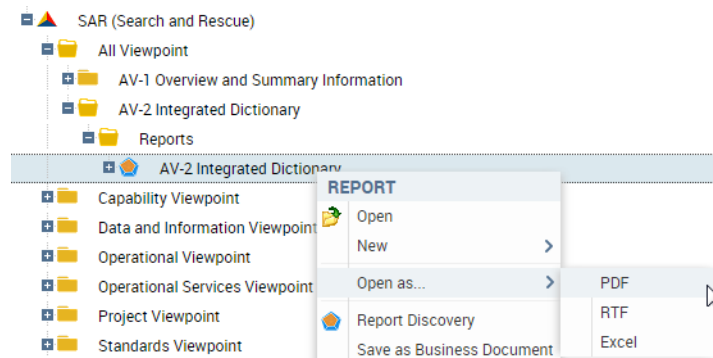 SAR (Search and Rescue)
All Viewpoint
AV-1 Overview and Summary Information
AV-2 Integrated Dictionary
Reports
AV-2 Integrated Dictionary
REPORT
Capability Viewpoint
Open
Data and Information Viewpoint
New
Operational Viewpoint
Operational Services Viewpoint
Open as...
PDF
Project Viewpoint
Report Discovery
RTF
Standards Viewpoint
Save as Business Document
Excel